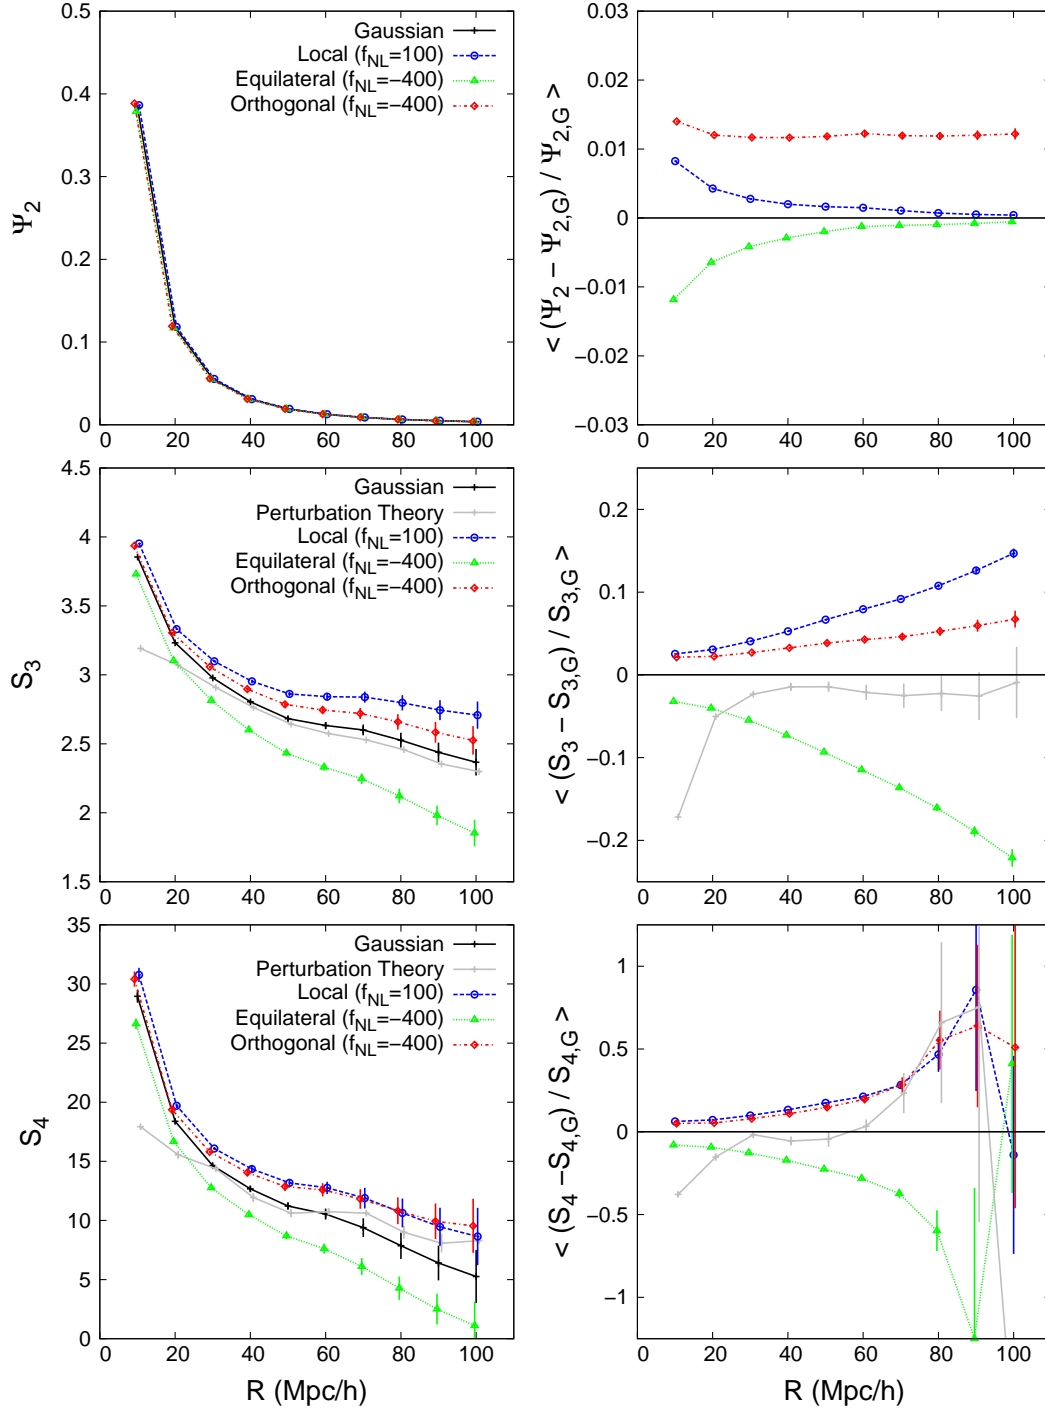 0.5
0.4
0.3
0.2
0.1
0
Ψ2
Gaussian
Local (fNL=100)
Equilateral (fNL=−400)
Orthogonal (fNL=−400)
0 20 40 60 80 100
0.03
0.02
0.01
0
−0.01
−0.02
−0.03
< (Ψ2 − Ψ2,G) / Ψ2,G >
0 20 40 60 80 100
4.5
4
3.5
3
2.5
2
1.5
S3
Gaussian
Perturbation Theory
Local (fNL=100)
Equilateral (fNL=−400)
Orthogonal (fNL=−400)
0 20 40 60 80 100
0.2
0.1
0
−0.1
−0.2
< (S3 − S3,G) / S3,G >
0 20 40 60 80 100
35
30
25
20
15
10
5
0
S4
Gaussian
Perturbation Theory
Local (fNL=100)
Equilateral (fNL=−400)
Orthogonal (fNL=−400)
0 20 40 60 80 100
R (Mpc/h)
1
0.5
0
−0.5
−1
< (S4 −S4,G) / S4,G >
0 20 40 60 80 100
R (Mpc/h)